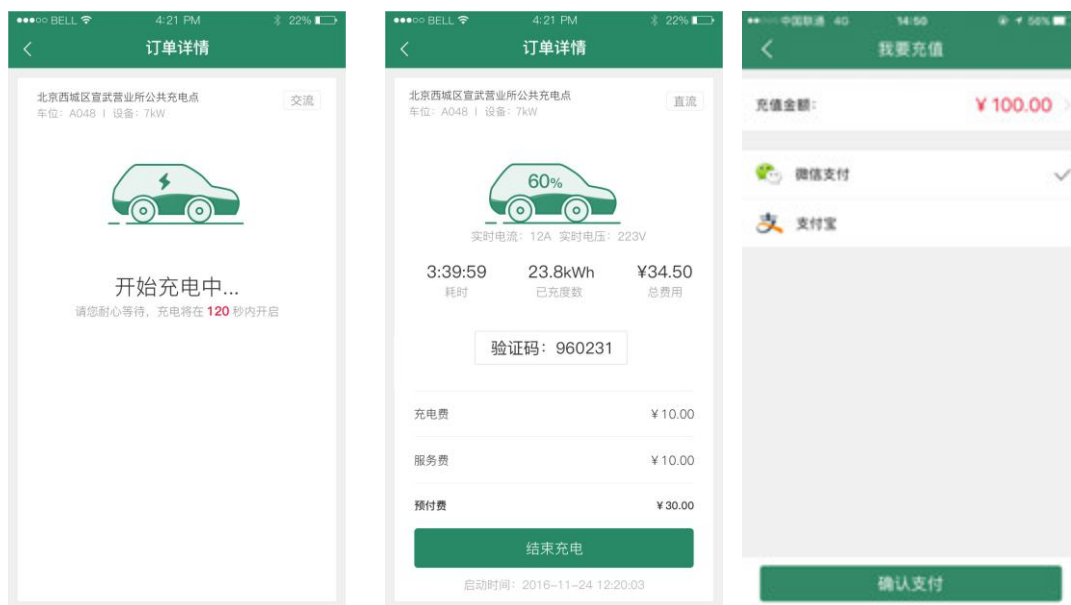 BELL 4:21 PM 22%
订单详情
北京西城区宣武营业所公共充电点
交流
车位：A048 | 设备：7kW
开始充电中...
请您耐心等待，充电将在 120 秒内开启
BELL 4:21 PM 22%
订单详情
北京西城区宣武营业所公共充电点
直流
车位：A048 | 设备：7kW
60%
实时电流：12A 实时电压：223V
3:39:59 23.8kWh ¥34.50
耗时 已充度数 总费用
验证码：960231
充电费 ¥10.00
服务费 ¥10.00
预付费 ¥30.00
结束充电
启动时间：2016-11-24 12:20:03
中国联通 4G 14:50 56%
我要充值
充值金额： ¥100.00
微信支付
支 支付宝
确认支付